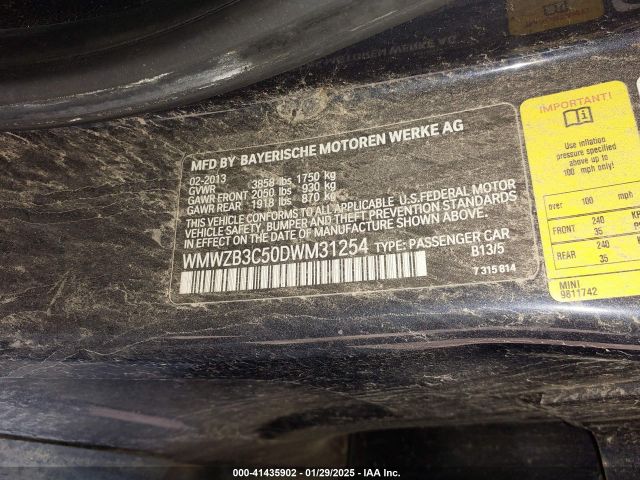 MFD BY BAYERISCHE MOTOREN WERKE AG
02-2013
GVWR 3858 lbs 1750 kg
GAWR FRONT 2050 lbs 930 kg
GAWR REAR 1918 lbs 870 kg
THIS VEHICLE CONFORMS TO ALL APPLICABLE U.S.FEDERAL MOTOR
VEHICLE SAFETY, BUMPER, AND THEFT PREVENTION STANDARDS
IN EFFECT ON THE DATE OF MANUFACTURE SHOWN ABOVE.
WMWZB3C50DWM31254 TYPE: PASSENGER CAR
B13/5
7 315 814
IMPORTANT!
Use inflation
pressure specified
above up to
100 mph only!
over 100 mph
FRONT 240
35
REAR 240
35
MINI
9811742
000-41435902 - 01/29/2025 - IAA Inc.